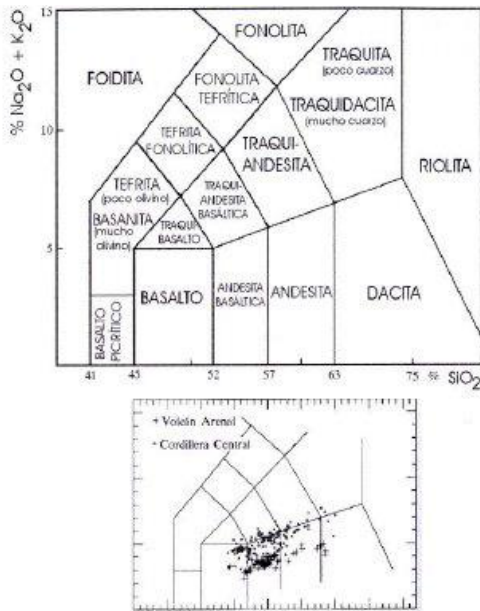 % Na2O + K2O
15
10
5
FONOLITA
FOIDITA
TRAQUITA
(poco cuarzo)
FONOLITA
TEFRÍTICA
TRAQUIDACITA
(mucho cuarzo)
TEFRITA
FONOLÍTICA
TRAQUI-
ANDESITA
RIOLITA
TEFRITA
(poco olivino)
TRAQUI-
ANDESITA
BASÁLTICA
BASANITA
(mucho
olivino)
TRAQUI-
BASALTO
BASALTO
PICRÍTICO
BASALTO
ANDESITA
BASÁLTICA
ANDESITA
DACITA
41
45
52
57
63
75
% SiO2
+ Volcán Arenal
Cordillera Central